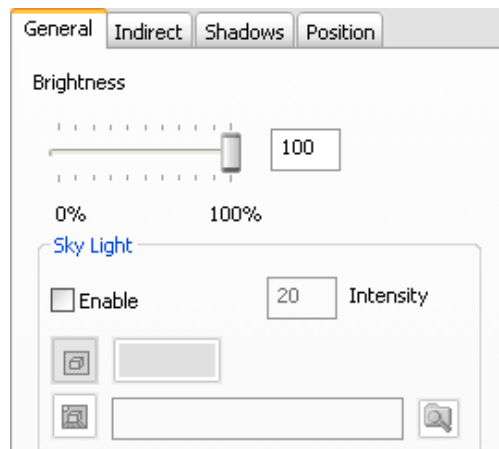 General Indirect Shadows Position
Brightness
100
0% 100%
Sky Light
Enable 20 Intensity